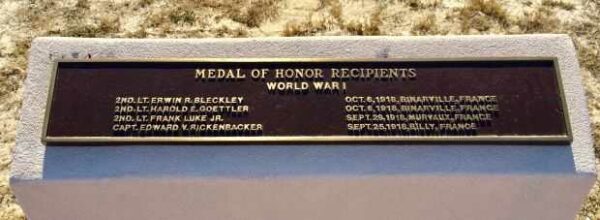 MEDAL OF HONOR RECIPIENTS
WORLD WAR I
2ND. LT. ERWIN R. BLECKLEY OCT. 6, 1918, BINARVILLE, FRANCE
2ND. LT. HAROLD E. GOETTLER OCT. 6, 1918, BINARVILLE, FRANCE
2ND. LT. FRANK LUKE JR. SEPT. 29, 1918, MURVAUX, FRANCE
CAPT. EDWARD V. RICKENBACKER SEPT. 25, 1918, BILLY, FRANCE